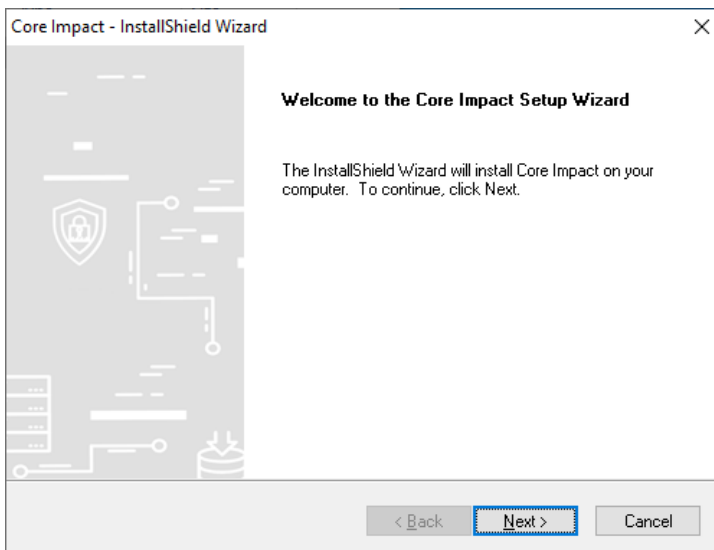 Core Impact - InstallShield Wizard
Welcome to the Core Impact Setup Wizard
The InstallShield Wizard will install Core Impact on your
computer. To continue, click Next.
< Back
Next >
Cancel